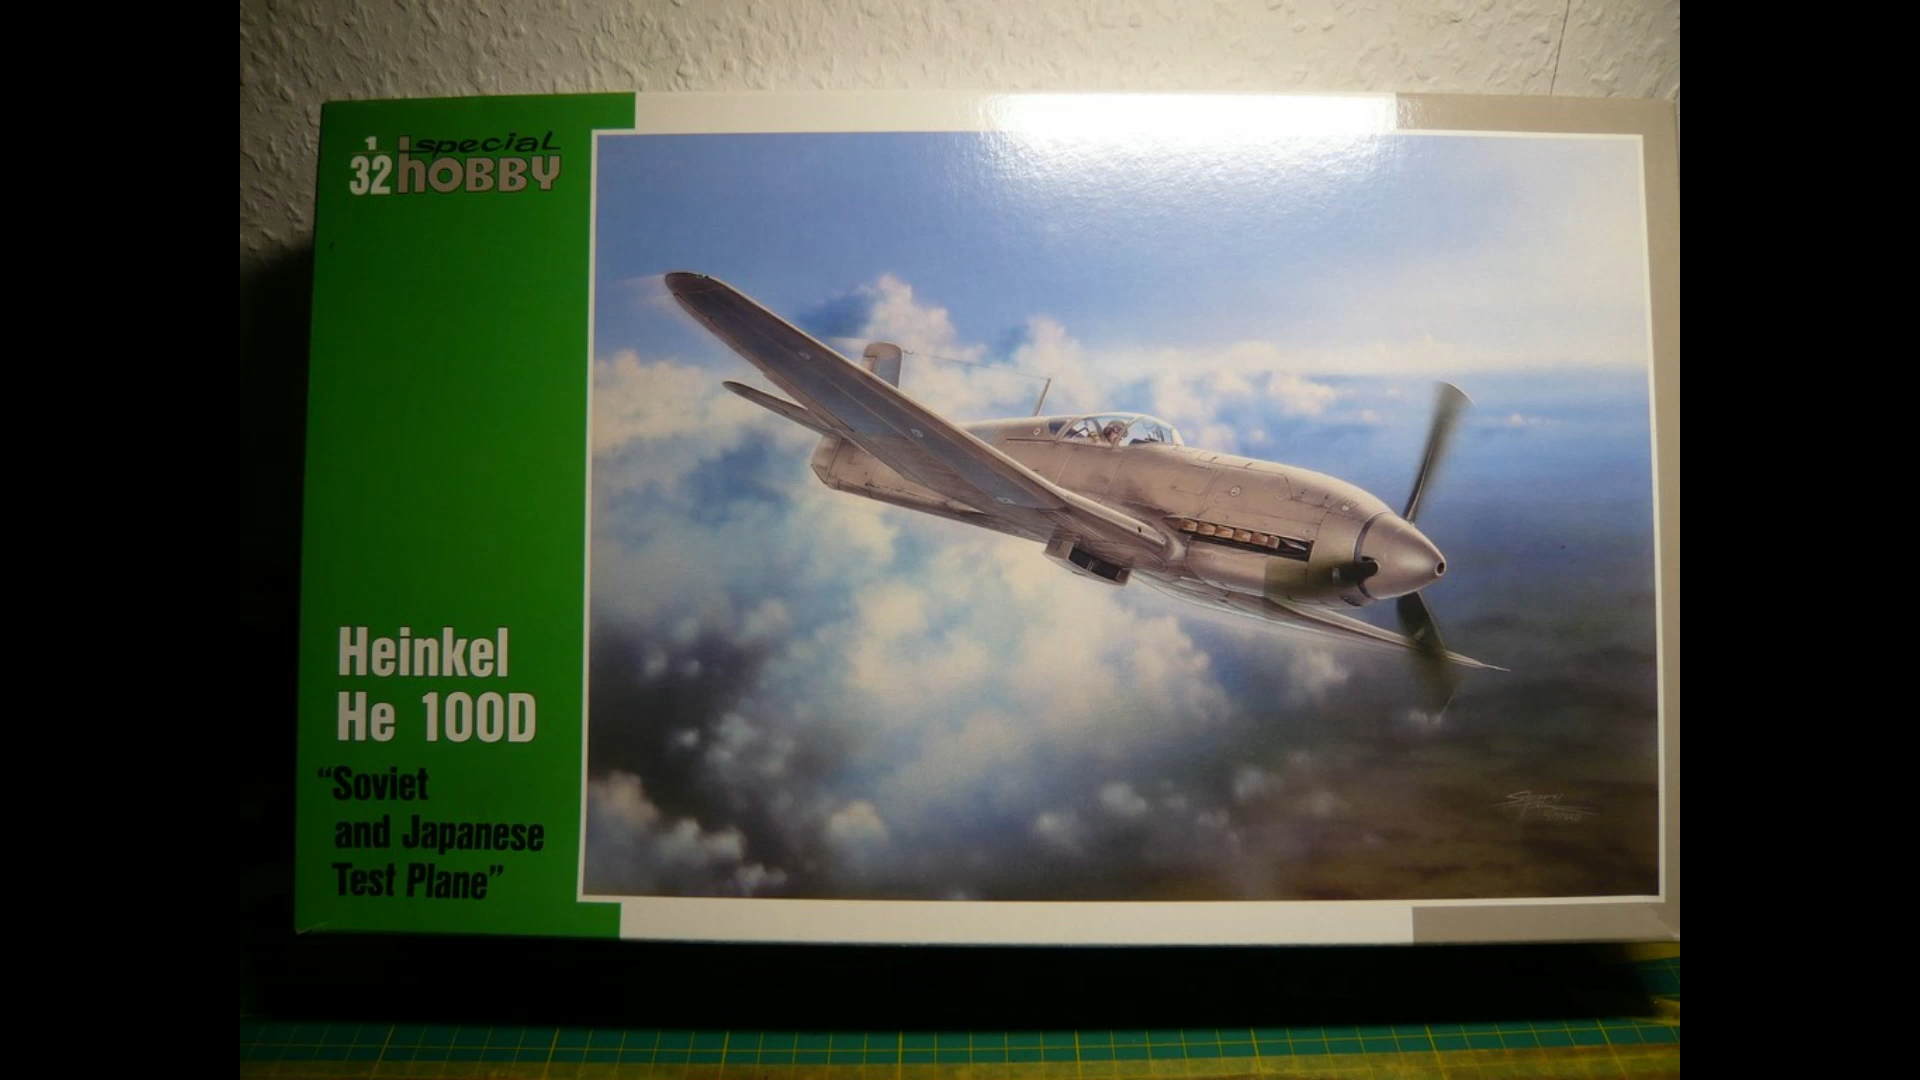 1
32
special
HOBBY
Heinkel
He 100D
“Soviet
and Japanese
Test Plane”